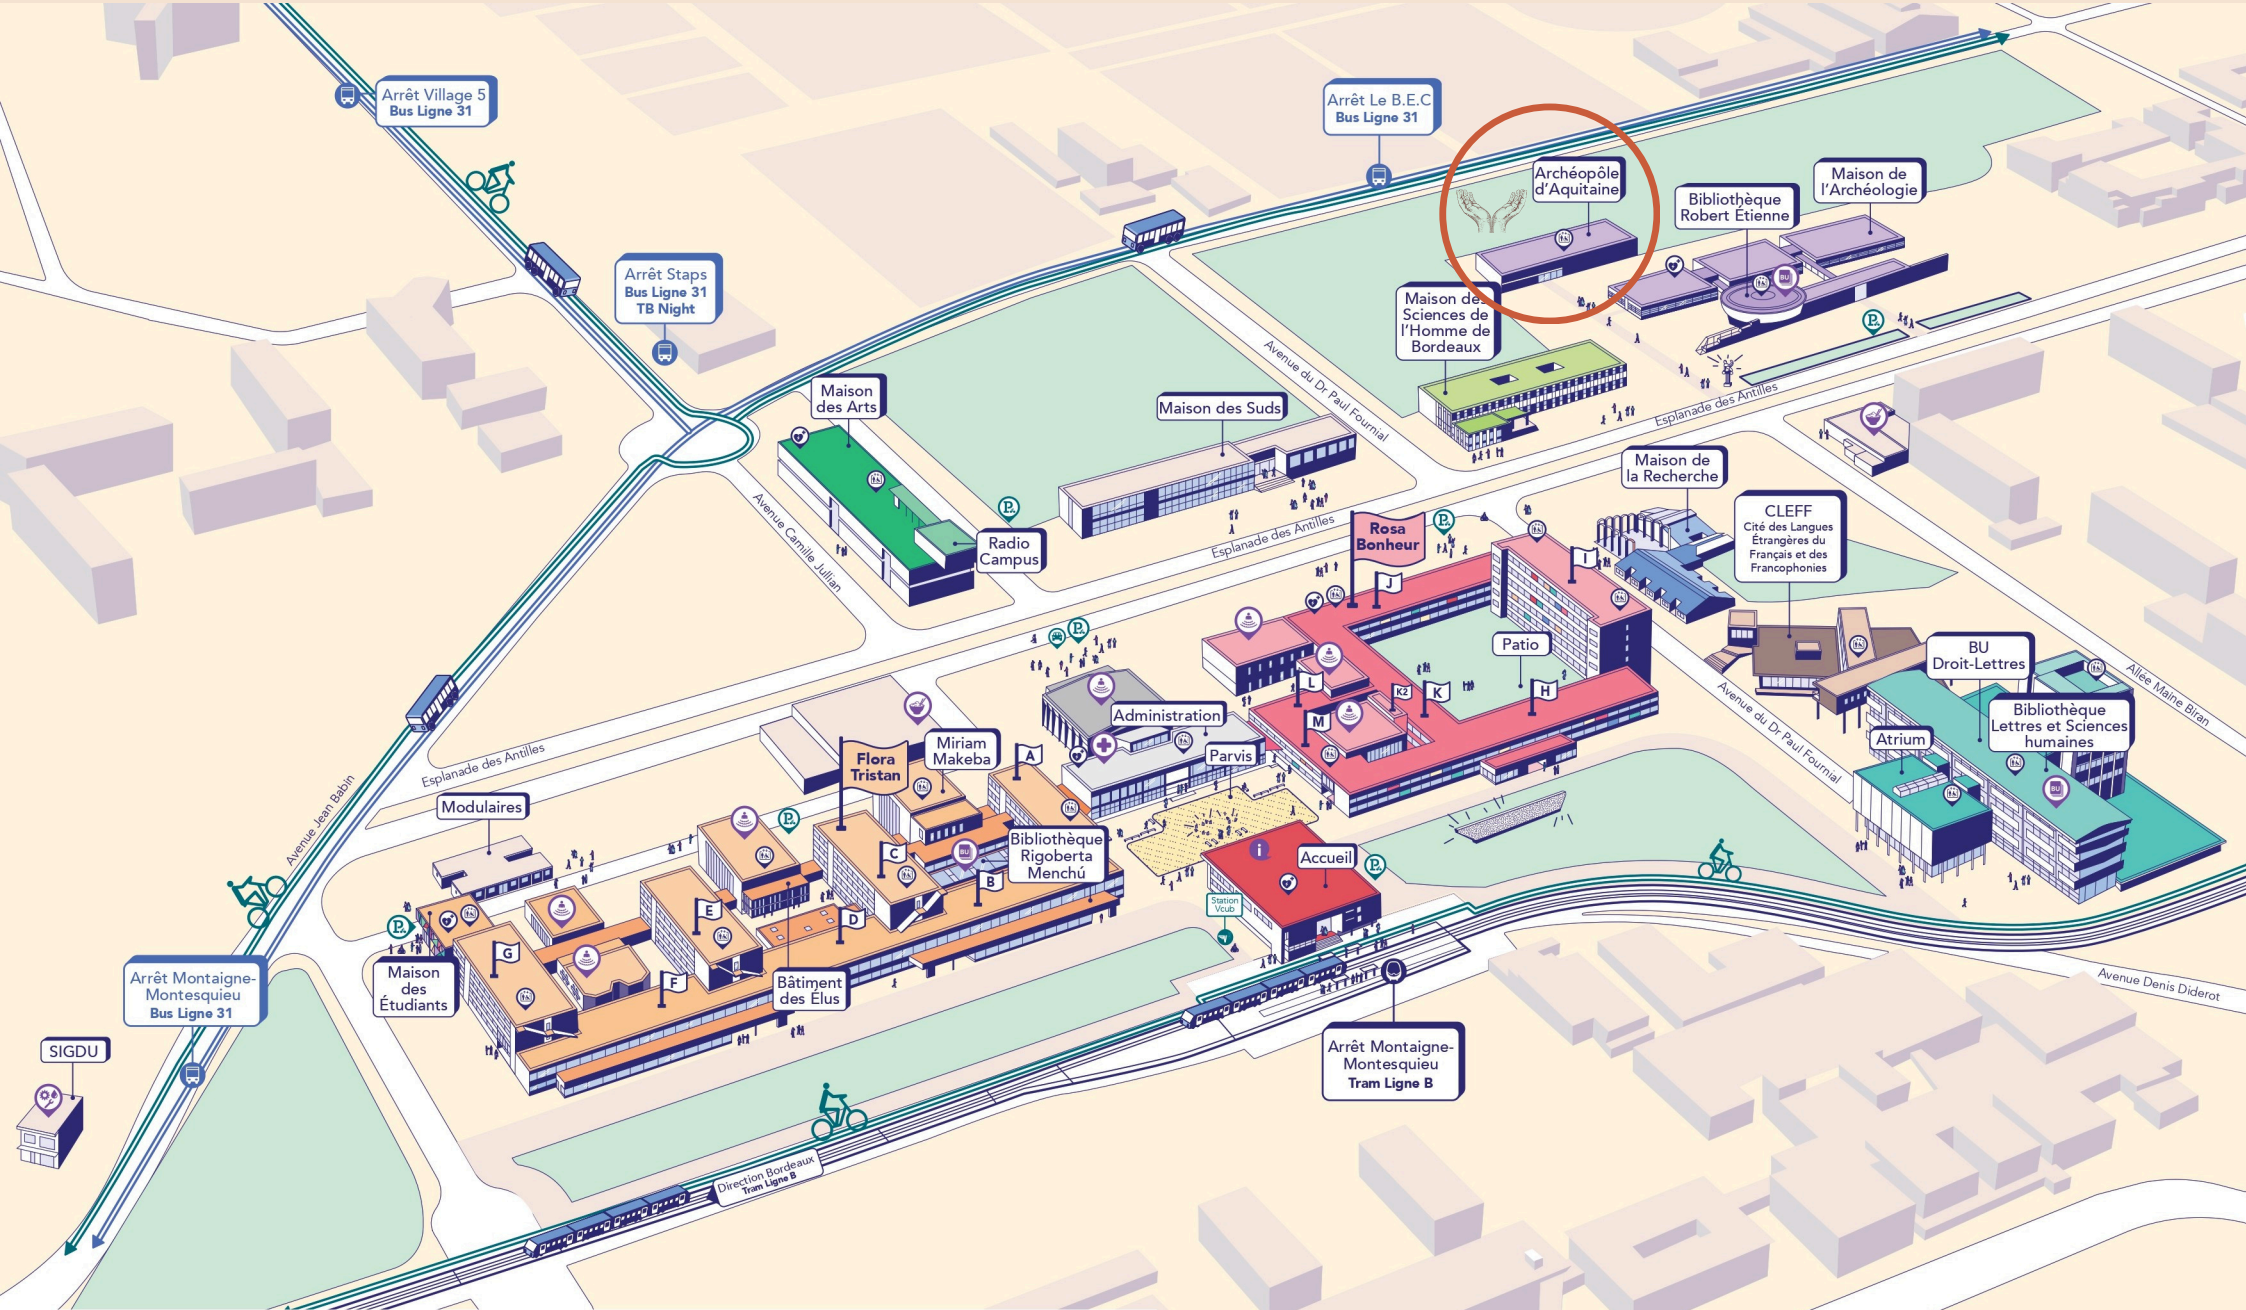 Arrêt Village 5
Bus Ligne 31
Arrêt Le B.E.C
Bus Ligne 31
Archéopôle
d'Aquitaine
Maison de
l'Archéologie
Bibliothèque
Robert Étienne
BU
Arrêt Staps
Bus Ligne 31
TB Night
Maison des
Sciences de
l'Homme de
Bordeaux
P
Avenue du Dr Paul Fournial
Esplanade des Antilles
Maison
des Arts
Maison des Suds
Maison de
la Recherche
P
Radio
Campus
Avenue Camille Jullian
Esplanade des Antilles
Rosa
Bonheur
P
I
J
CLEFF
Cité des Langues
Étrangères du
Français et des
Francophonies
P
Patio
L
K2
K
H
M
BU
Droit-Lettres
Allée Maine Biran
Avenue du Dr Paul Fournial
Bibliothèque
Lettres et Sciences
humaines
Atrium
BU
Administration
Parvis
Esplanade des Antilles
Flora
Tristan
Miriam
Makeba
A
Modulaires
P
Avenue Jean Babin
C
BU
B
Bibliothèque
Rigoberta
Menchú
i
Accueil
P
Station
Vcub
E
D
P
G
F
Maison
des
Étudiants
Bâtiment
des Élus
Arrêt Montaigne-
Montesquieu
Bus Ligne 31
SIGDU
Avenue Denis Diderot
Arrêt Montaigne-
Montesquieu
Tram Ligne B
Direction Bordeaux
Tram Ligne B